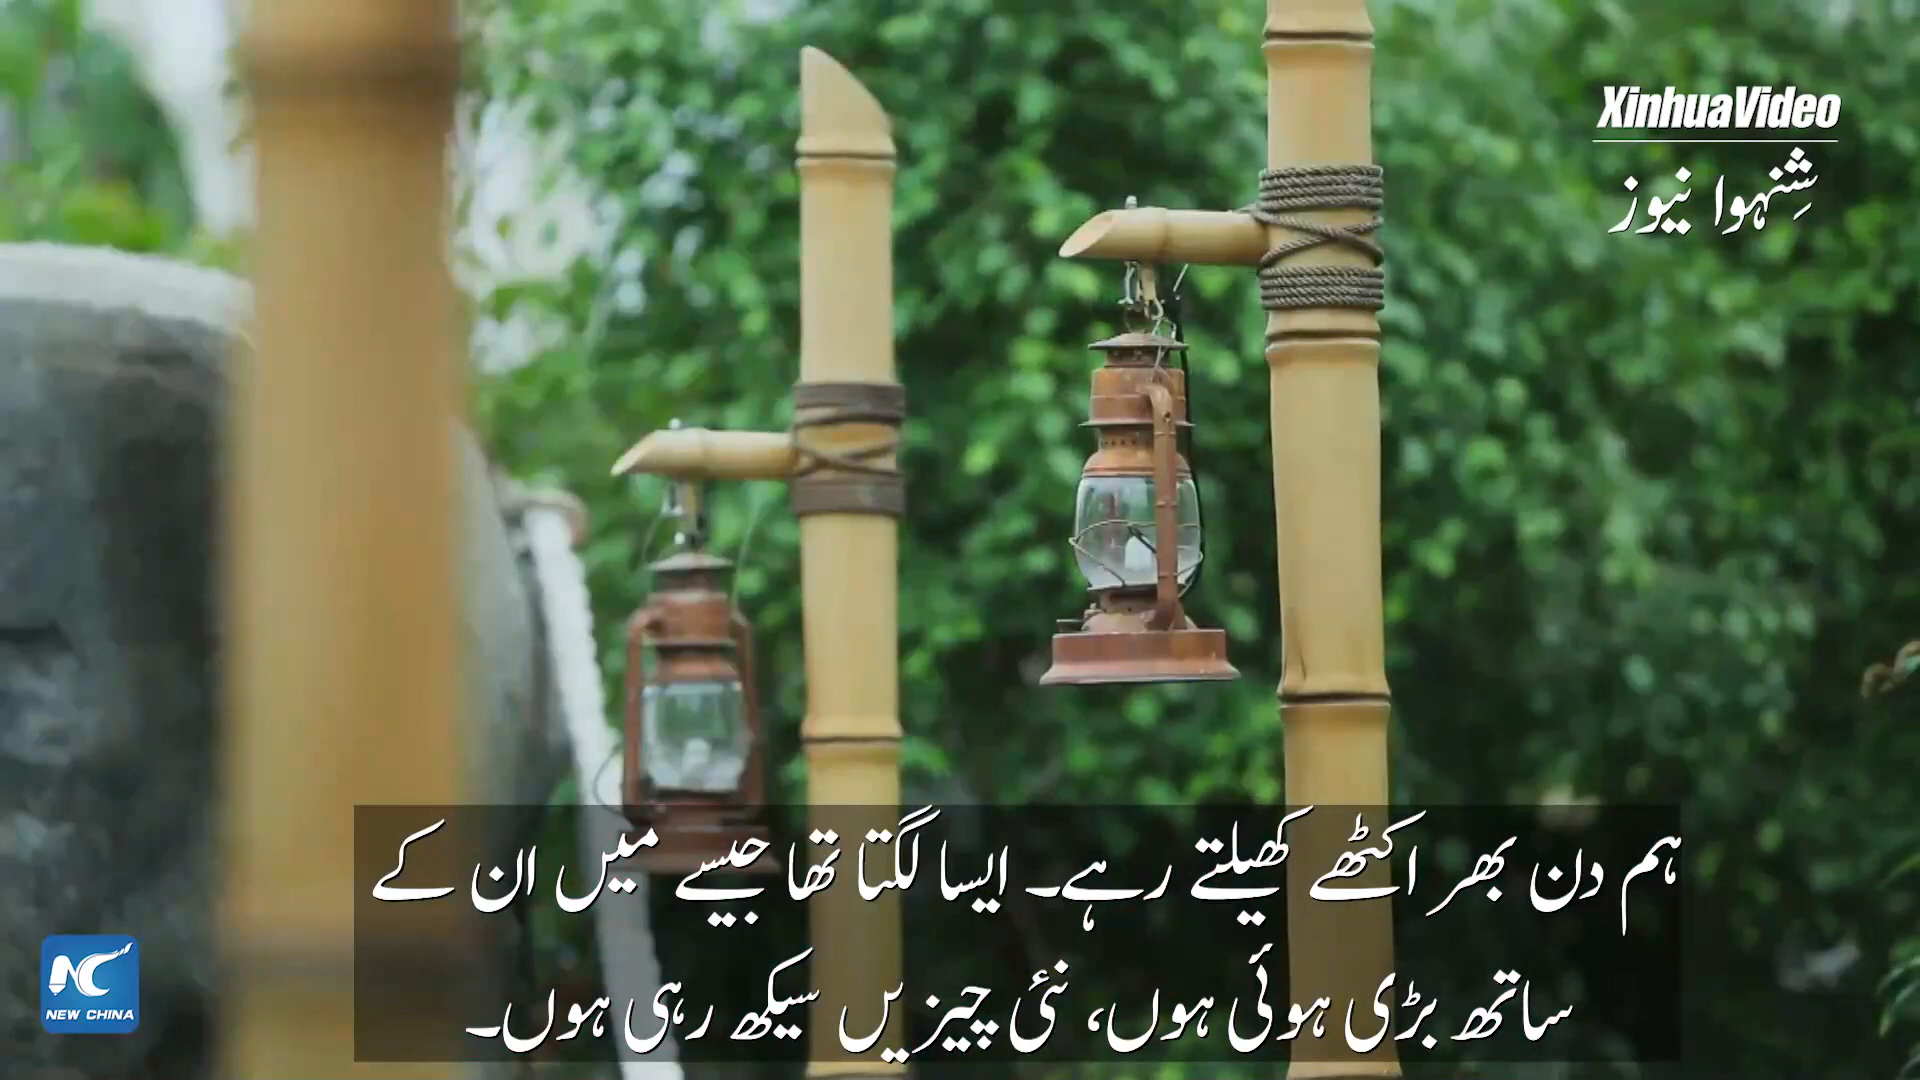 XinhuaVideo
شِنہوا نیوز
ہم دن بھر اکٹھے کھیلتے رہے۔ ایسا لگتا تھا جیسے میں ان کے
ساتھ بڑی ہوئی ہوں، نئی چیزیں سیکھ رہی ہوں۔
NC
NEW CHINA